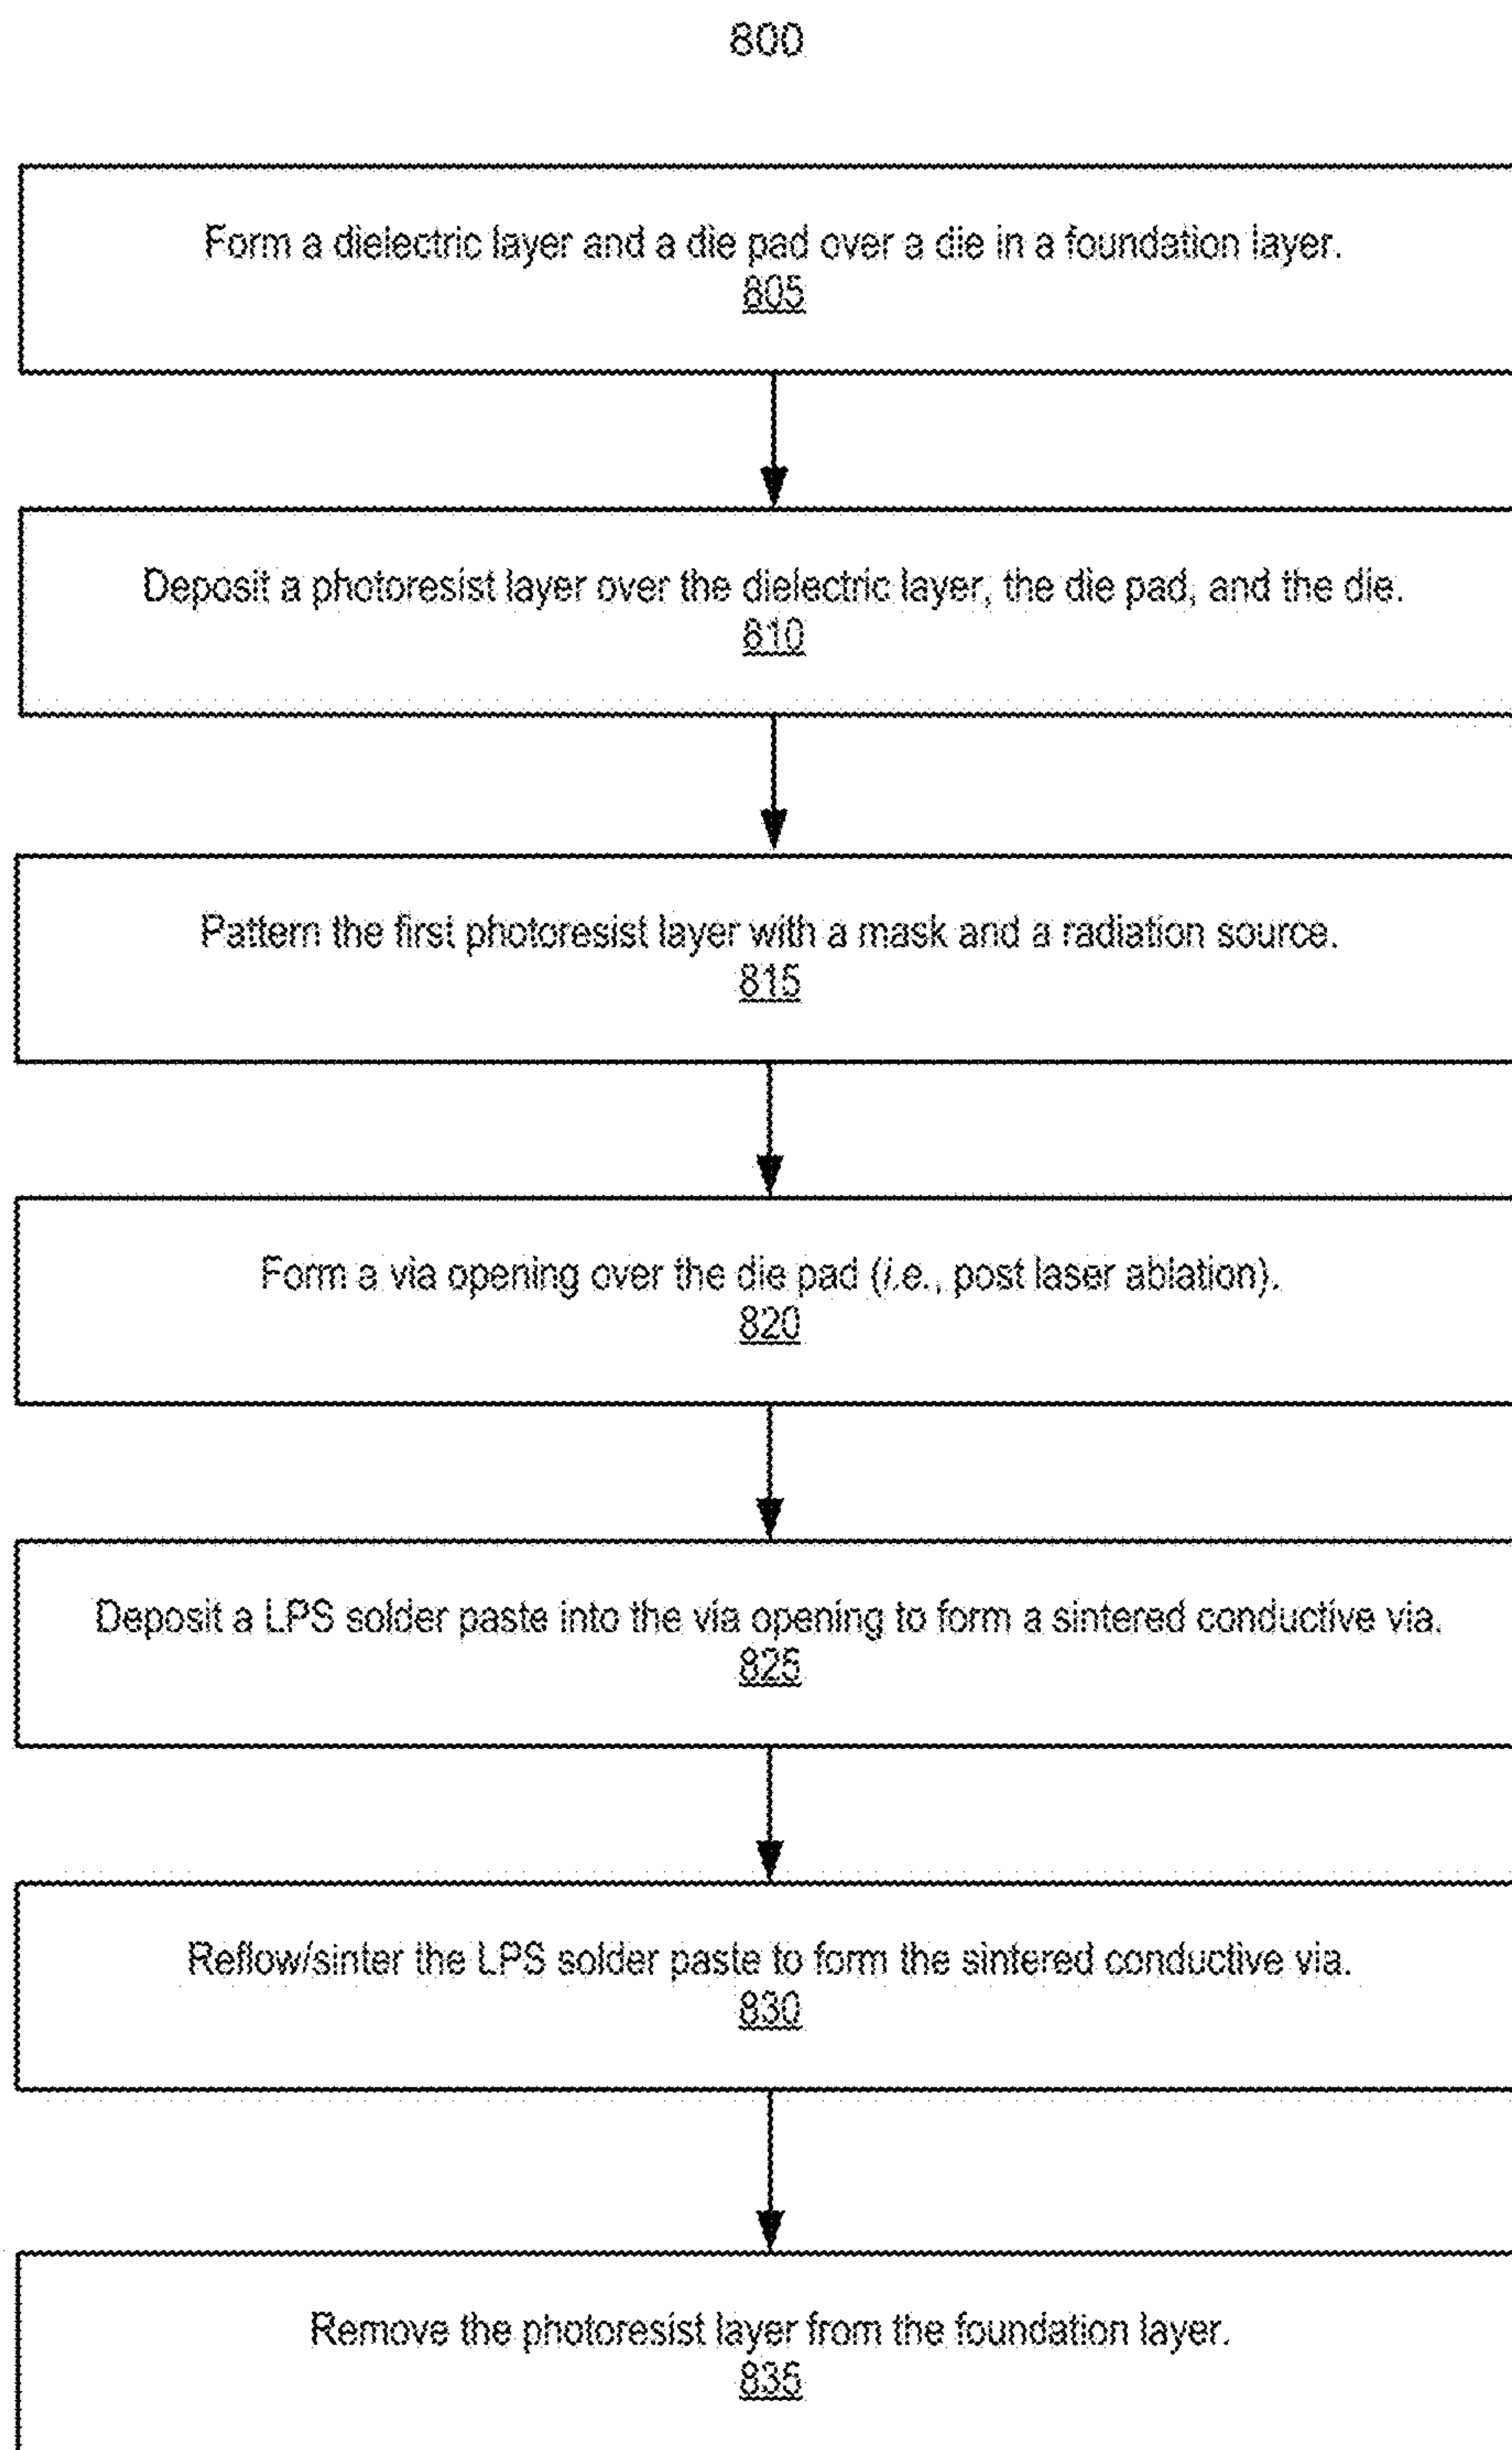 800
Form a dielectric layer and a die pad over a die in a foundation layer.
805
Deposit a photoresist layer over the dielectric layer, the die pad, and the die.
810
Pattern the first photoresist layer with a mask and a radiation source.
815
Form a via opening over the die pad (i.e., post laser ablation).
820
Deposit a LPS solder paste into the via opening to form a sintered conductive via.
825
Reflow/sinter the LPS solder paste to form the sintered conductive via.
830
Remove the photoresist layer from the foundation layer.
835